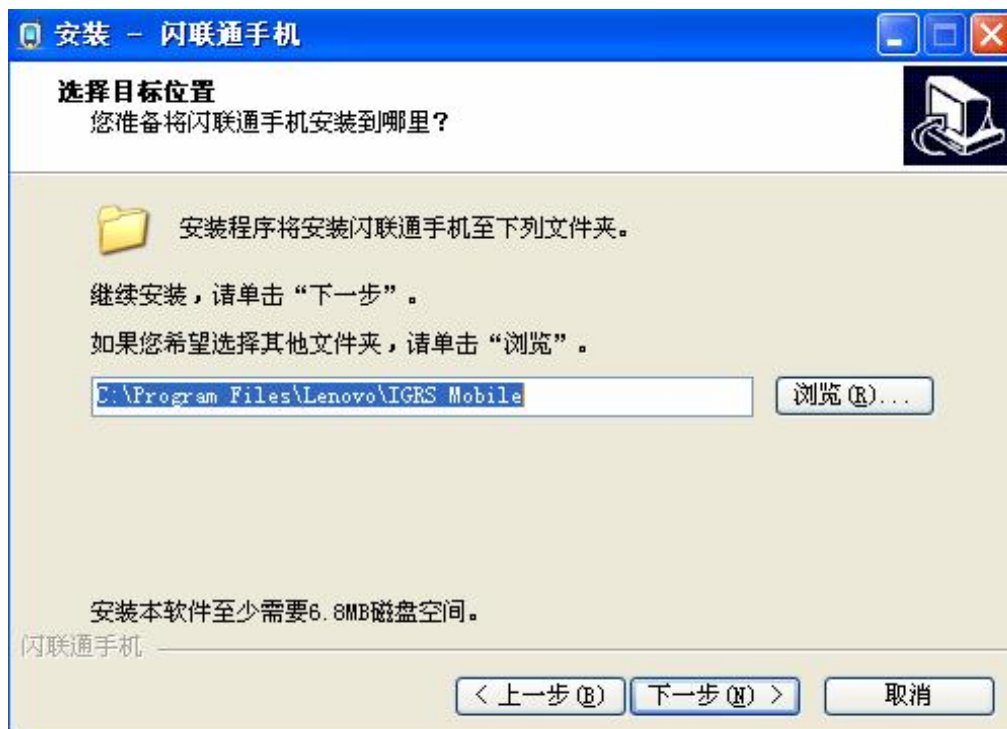 安装 - 闪联通手机
选择目标位置
您准备将闪联通手机安装到哪里？
安装程序将安装闪联通手机至下列文件夹。
继续安装，请单击“下一步”。
如果您希望选择其他文件夹，请单击“浏览”。
C:\Program Files\Lenovo\IGRS Mobile
浏览(R)...
安装本软件至少需要6.8MB磁盘空间。
闪联通手机
< 上一步(B) 下一步(N) > 取消